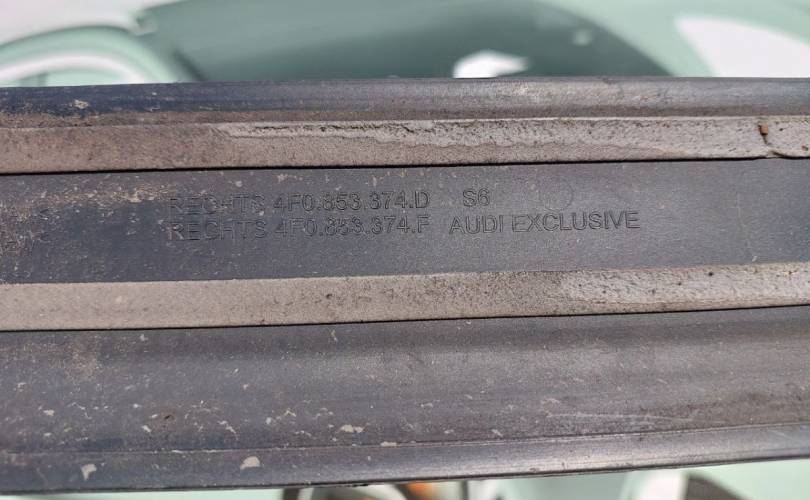 RECHTS 4F0.853.374.D S6
RECHTS 4F0.853.374.F AUDI EXCLUSIVE